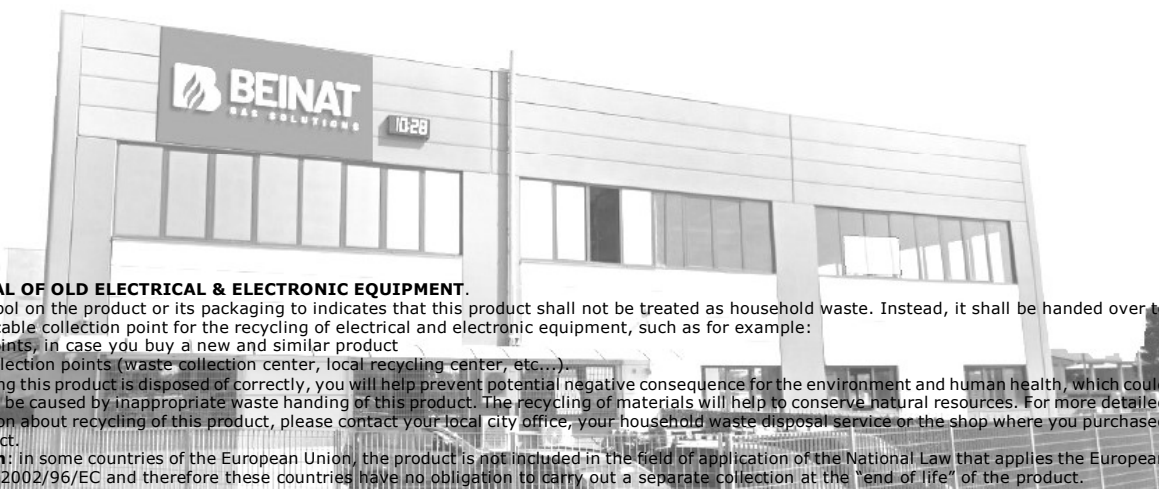 BEINAT
GAS SOLUTIONS
10:28
AL OF OLD ELECTRICAL & ELECTRONIC EQUIPMENT.
bol on the product or its packaging to indicates that this product shall not be treated as household waste. Instead, it shall be handed over t
cable collection point for the recycling of electrical and electronic equipment, such as for example:
ints, in case you buy a new and similar product
llection points (waste collection center, local recycling center, etc...).
ng this product is disposed of correctly, you will help prevent potential negative consequence for the environment and human health, which coul
be caused by inappropriate waste handing of this product. The recycling of materials will help to conserve natural resources. For more detaile
on about recycling of this product, please contact your local city office, your household waste disposal service or the shop where you purchase
ct.
n: in some countries of the European Union, the product is not included in the field of application of the National Law that applies the European
2002/96/EC and therefore these countries have no obligation to carry out a separate collection at the “end of life” of the product.